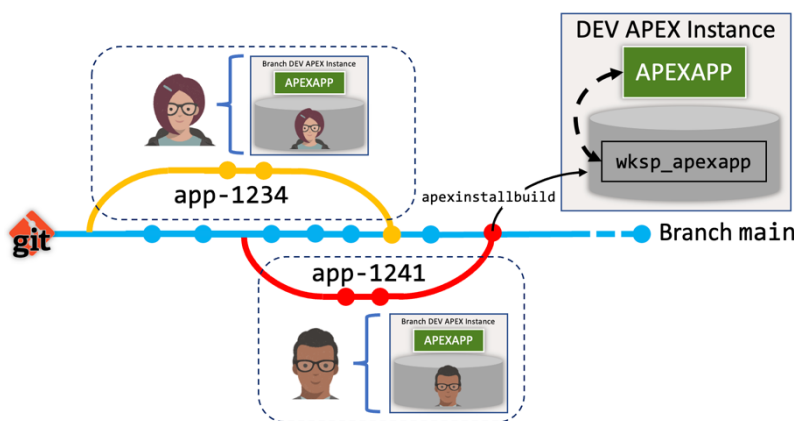 DEV APEX Instance
APEXAPP
wksp_apexapp
Branch DEV APEX Instance
APEXAPP
app-1234
apexinstallbuild
git
Branch main
app-1241
Branch DEV APEX Instance
APEXAPP